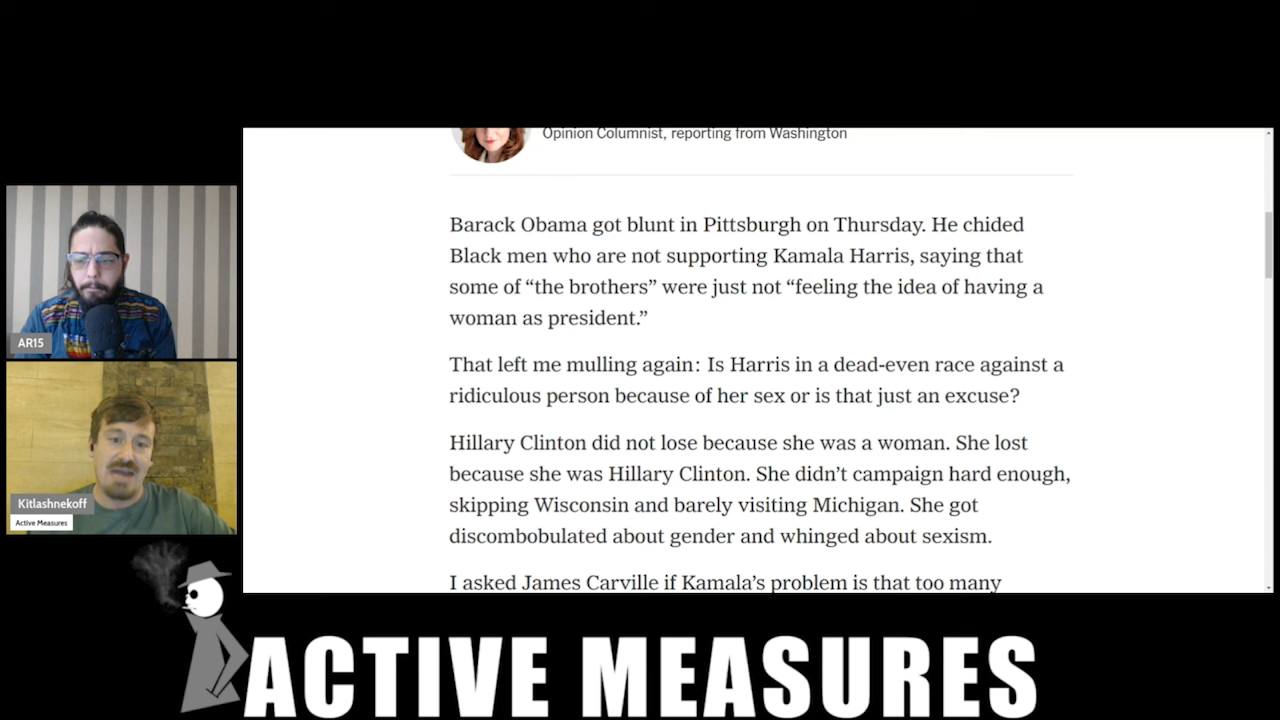 Opinion Columnist, reporting from Washington
Barack Obama got blunt in Pittsburgh on Thursday. He chided
Black men who are not supporting Kamala Harris, saying that
some of “the brothers” were just not “feeling the idea of having a
woman as president.”
That left me mulling again: Is Harris in a dead-even race against a
ridiculous person because of her sex or is that just an excuse?
Hillary Clinton did not lose because she was a woman. She lost
because she was Hillary Clinton. She didn’t campaign hard enough,
skipping Wisconsin and barely visiting Michigan. She got
discombobulated about gender and whinged about sexism.
I asked James Carville if Kamala’s problem is that too many
AR15
Kitlashnekoff
Active Measures
ACTIVE MEASURES